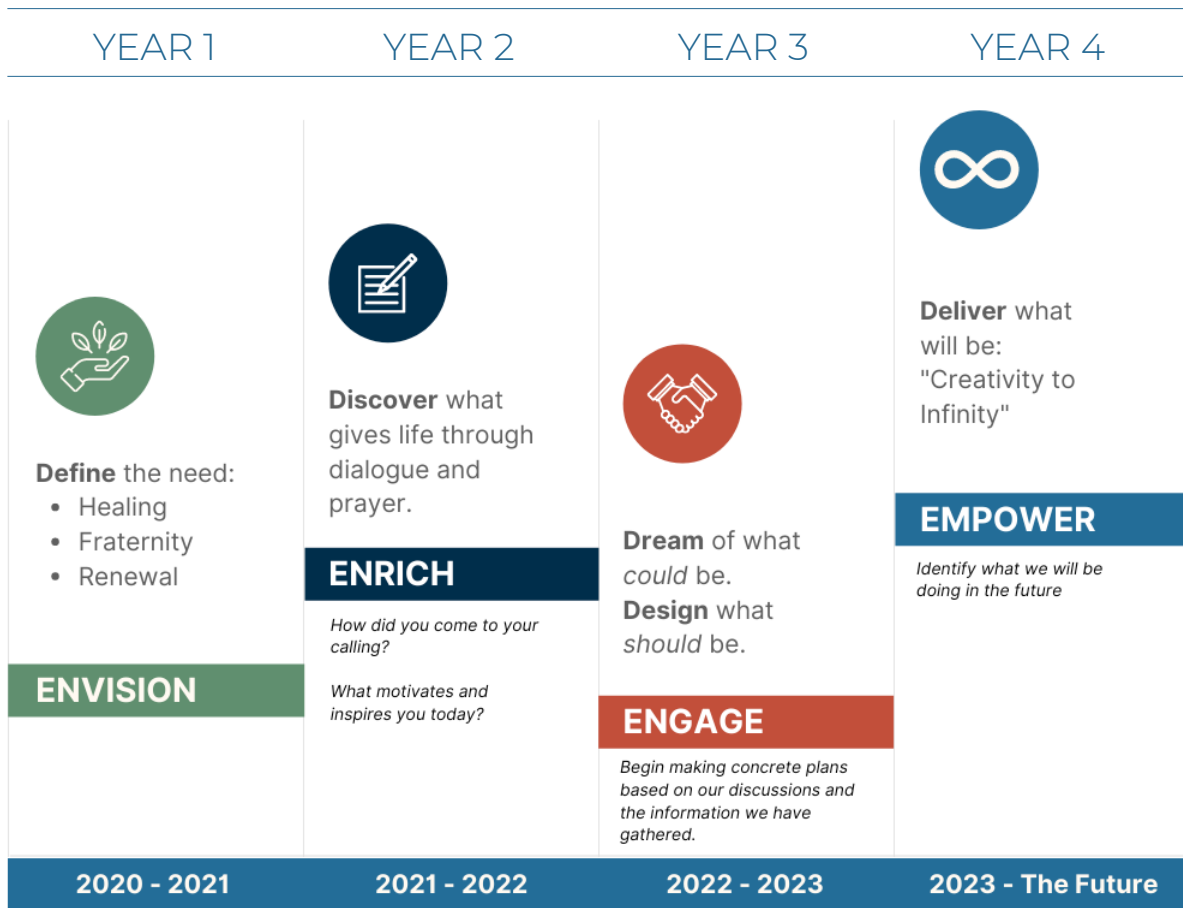 YEAR 1
YEAR 2
YEAR 3
YEAR 4
Define the need:
• Healing
• Fraternity
• Renewal
ENVISION
Discover what
gives life through
dialogue and
prayer.
ENRICH
How did you come to your
calling?
What motivates and
inspires you today?
Dream of what
could be.
Design what
should be.
ENGAGE
Begin making concrete plans
based on our discussions and
the information we have
gathered.
Deliver what
will be:
"Creativity to
Infinity"
EMPOWER
Identify what we will be
doing in the future
2020 - 2021
2021 - 2022
2022 - 2023
2023 - The Future